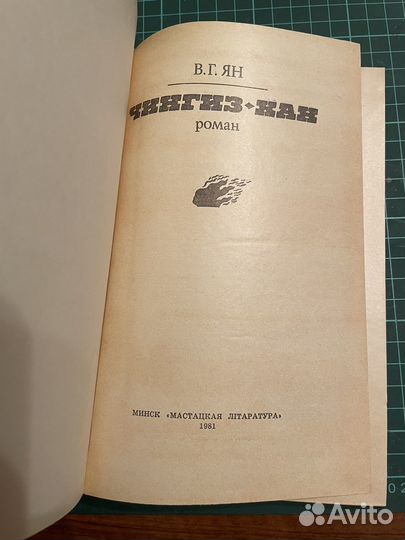 В.Г. ЯН
ЧИНГИЗ-ХАН
роман
МИНСК «МАСТАЦКАЯ ЛІТАРАТУРА»
1981
Avito